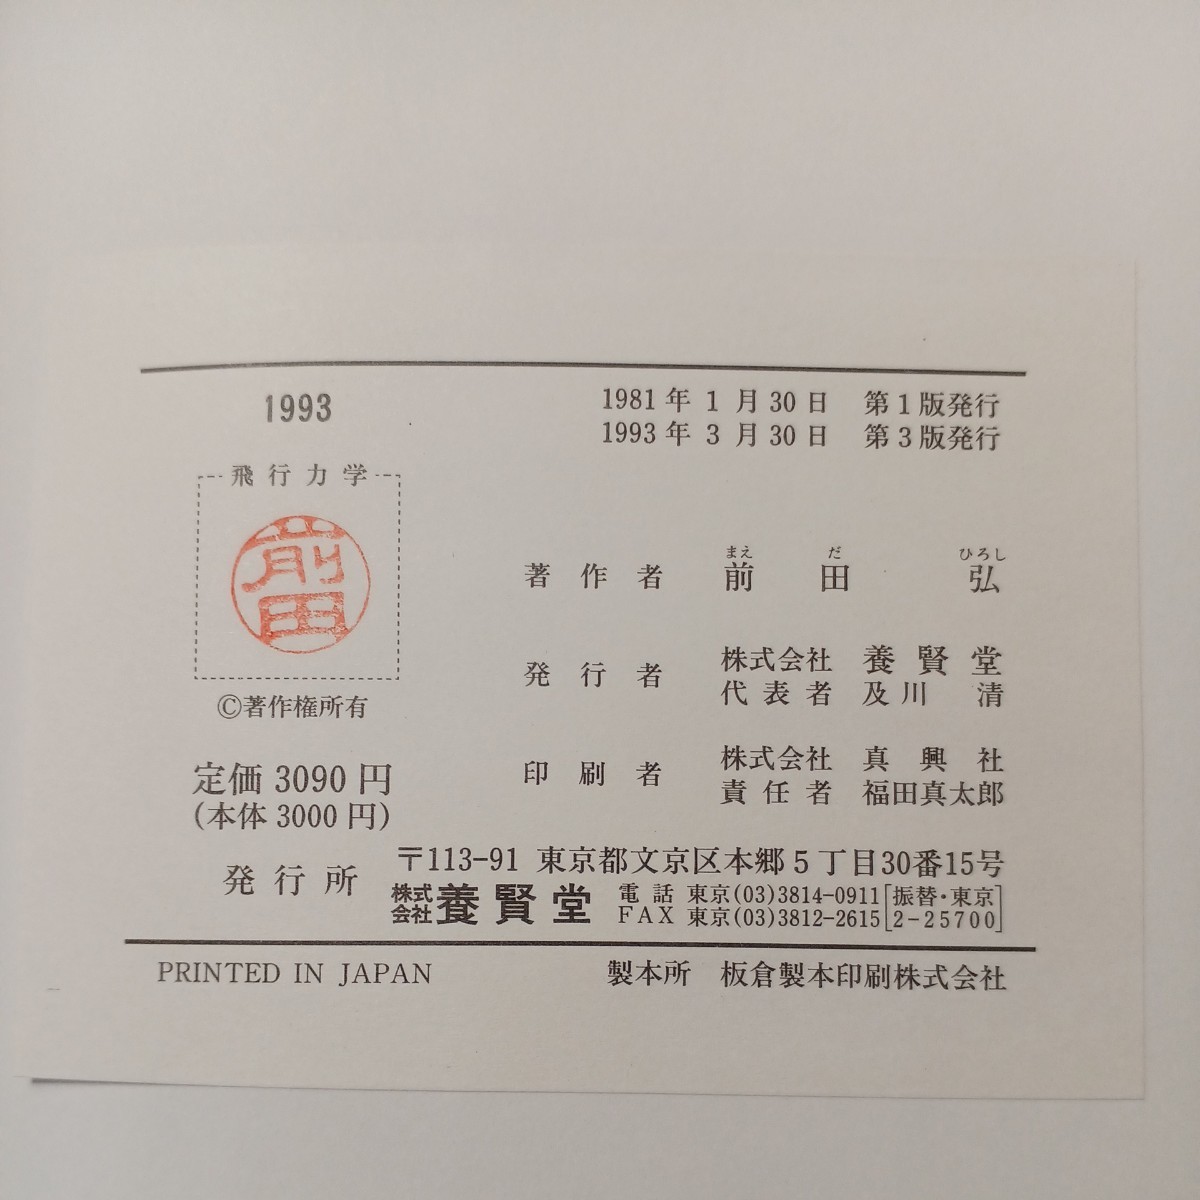 1993
1981年1月30日 第1版発行
1993年3月30日 第3版発行
飛行力学
前田
©著作権所有
定価 3090 円
(本体 3000 円)
まえ だ ひろし
著作者 前田 弘
発行者 株式会社 養賢堂
代表者 及川 清
印刷者 株式会社 真興社
責任者 福田真太郎
発行所
〒113-91 東京都文京区本郷5丁目30番15号
株式会社 養賢堂
電話 東京(03)3814-0911 [振替・東京
FAX 東京(03)3812-2615 2-25700]
PRINTED IN JAPAN
製本所 板倉製本印刷株式会社